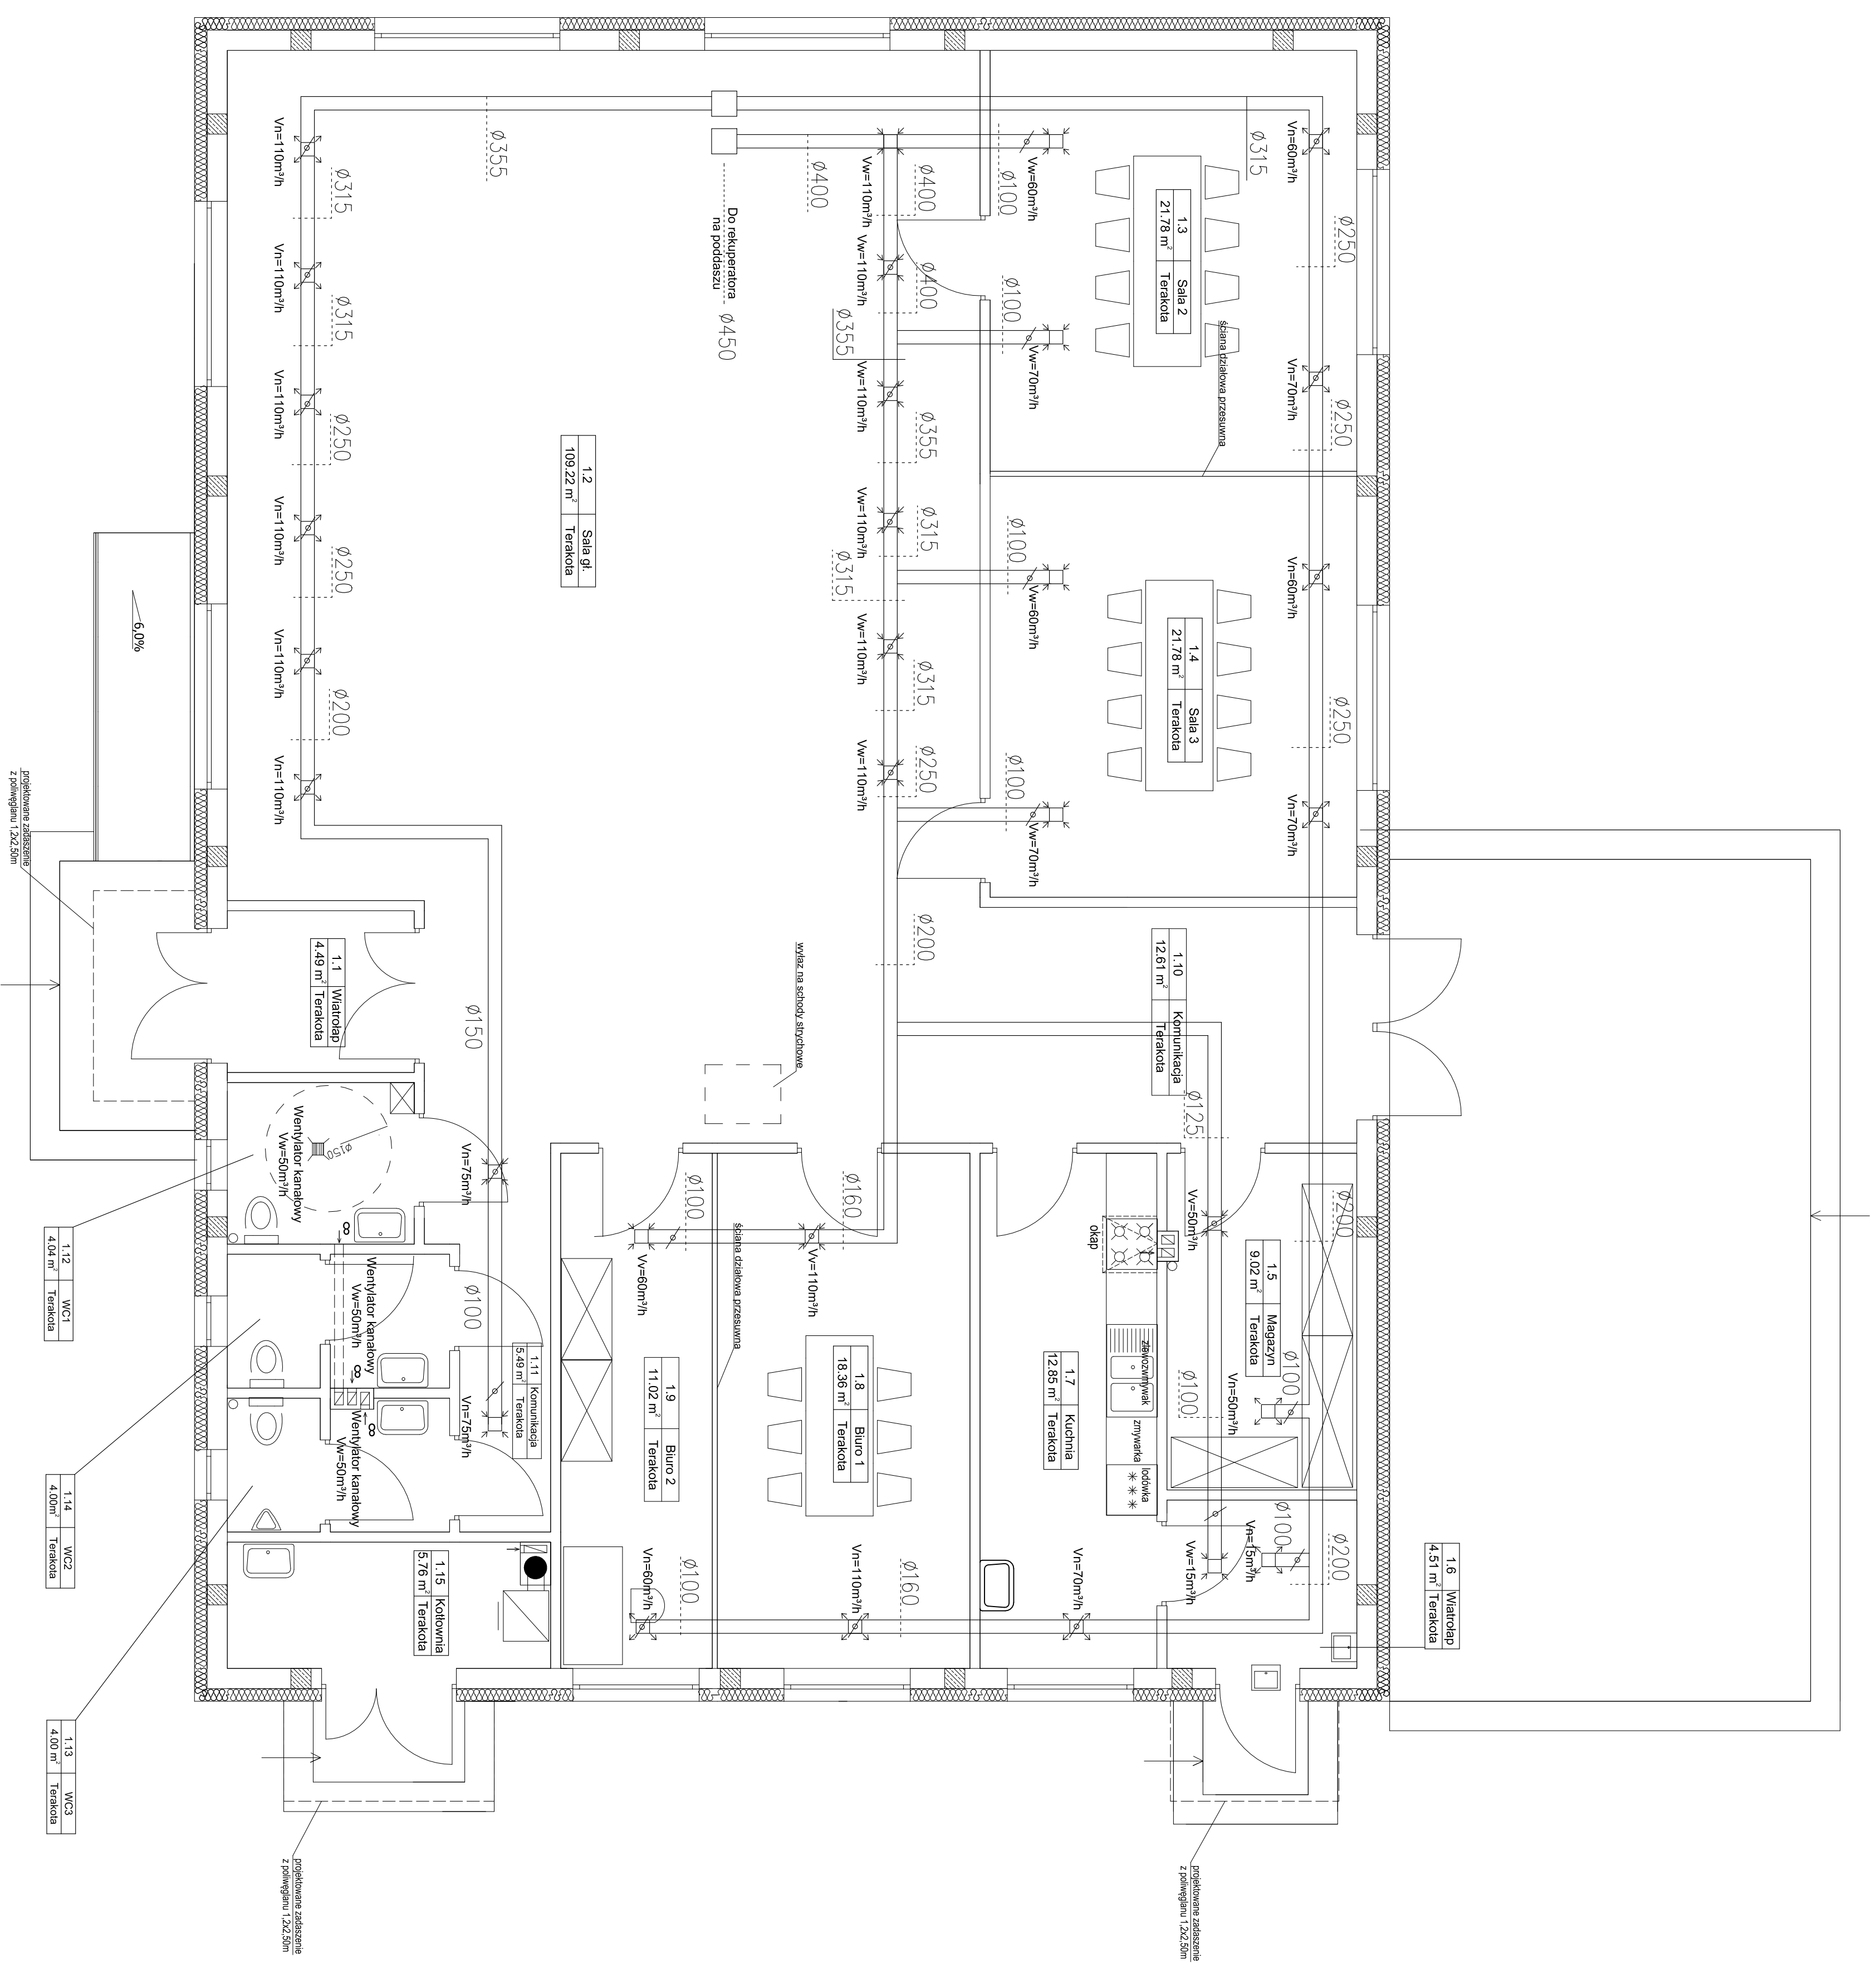 Vn=60m³/h
Ø315
Ø250
Vn=70m³/h
Ø250
Vn=60m³/h
Ø250
Vn=70m³/h
Ø200
Ø200
1.3 Sala 2
21.78 m² Terakota
ściana działowa przesuwna
1.4 Sala 3
21.78 m² Terakota
1.10 Komunikacja
12.61 m² Terakota
Ø125
Vv=50m³/h
1.5 Magazyn
9.02 m² Terakota
Ø100
Vn=50m³/h
Ø100
Ø100
Vn=15m³/h
Vw=15m³/h
1.6 Wiatrołap
4.51 m² Terakota
Vw=60m³/h
Ø100
Ø100
Vw=70m³/h
Ø100
Vw=60m³/h
Ø100
Vw=70m³/h
okap
zlewozmywak
zmywarka
lodówka
1.7 Kuchnia
12.85 m² Terakota
Vn=70m³/h
Ø400
Ø400
Vw=110m³/h
Ø400
Vw=110m³/h
Ø355
Vw=110m³/h
Ø355
Vw=110m³/h
Ø315
Ø315
Vw=110m³/h
Ø315
Vw=110m³/h
Ø250
Ø200
wyłaz na schody strychowe
Ø160
Vv=110m³/h
1.8 Biuro 1
18.36 m² Terakota
Vn=110m³/h
Ø160
Do rekuperatora
na poddaszu
Ø450
Ø100
ściana działowa przesuwna
Vv=60m³/h
1.9 Biuro 2
11.02 m² Terakota
Vn=60m³/h
Ø100
1.2 Sala gł.
109.22 m² Terakota
Ø355
Ø150
Vn=75m³/h
Ø100
1.11 Komunikacja
5.49 m² Terakota
Vn=75m³/h
Vn=110m³/h
Ø315
Vn=110m³/h
Ø315
Vn=110m³/h
Ø250
Vn=110m³/h
Ø250
Vn=110m³/h
Ø200
Vn=110m³/h
1.1 Wiatrołap
4.49 m² Terakota
Wentylator kanałowy
Vw=50m³/h
Ø150
Wentylator kanałowy
Vw=50m³/h
Wentylator kanałowy
Vw=50m³/h
1.15 Kotłownia
5.76 m² Terakota
6,0%
projektowane zadaszenie
z poliwęglanu 1,2x2,50m
1.12 WC1
4.04 m² Terakota
1.14 WC2
4.00m² Terakota
1.13 WC3
4.00 m² Terakota
projektowane zadaszenie
z poliwęglanu 1,2x2,50m
projektowane zadaszenie
z poliwęglanu 1,2x2,50m